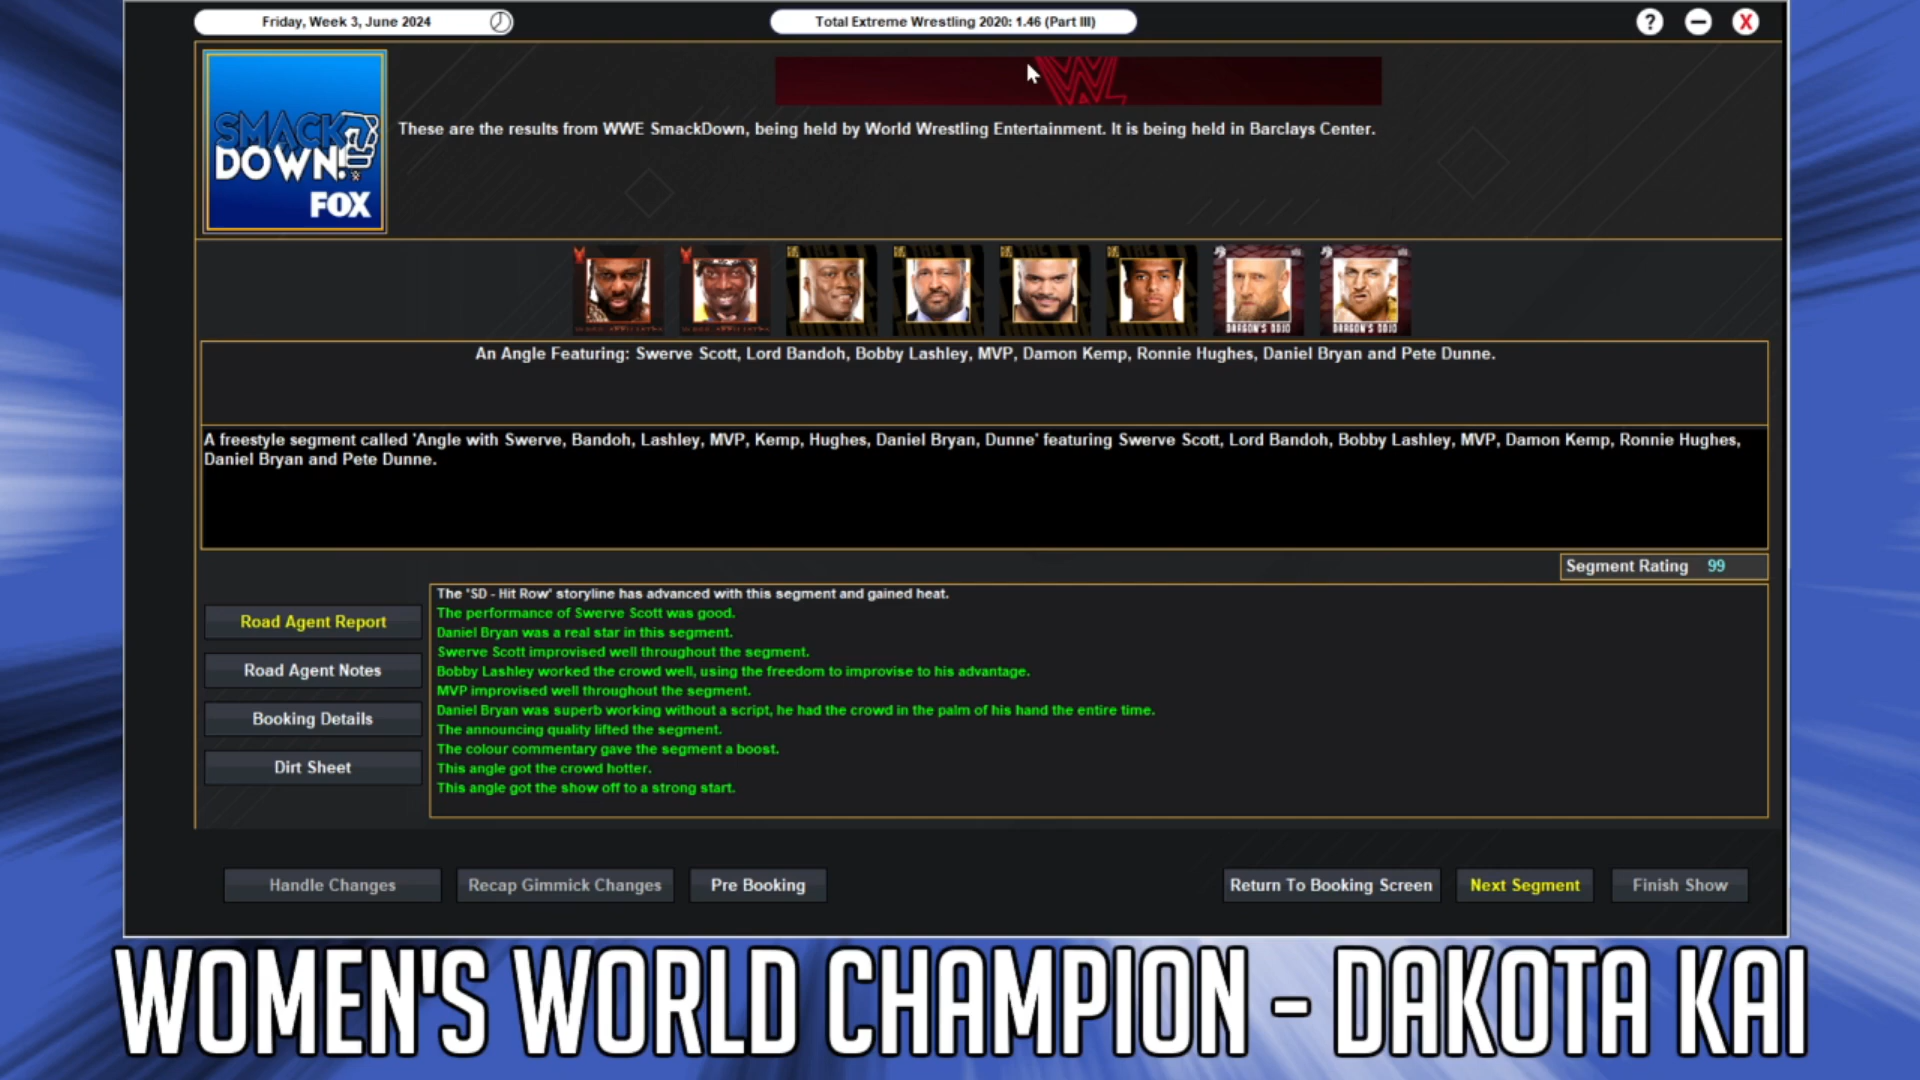 Friday, Week 3, June 2024
Total Extreme Wrestling 2020: 1.46 (Part III)
?
X
SMACK
DOWN!
FOX
These are the results from WWE SmackDown, being held by World Wrestling Entertainment. It is being held in Barclays Center.
DRAGON'S DOJO
DRAGON'S DOJO
An Angle Featuring: Swerve Scott, Lord Bandoh, Bobby Lashley, MVP, Damon Kemp, Ronnie Hughes, Daniel Bryan and Pete Dunne.
A freestyle segment called 'Angle with Swerve, Bandoh, Lashley, MVP, Kemp, Hughes, Daniel Bryan, Dunne' featuring Swerve Scott, Lord Bandoh, Bobby Lashley, MVP, Damon Kemp, Ronnie Hughes,
Daniel Bryan and Pete Dunne.
Segment Rating 99
Road Agent Report
Road Agent Notes
Booking Details
Dirt Sheet
The 'SD - Hit Row' storyline has advanced with this segment and gained heat.
The performance of Swerve Scott was good.
Daniel Bryan was a real star in this segment.
Swerve Scott improvised well throughout the segment.
Bobby Lashley worked the crowd well, using the freedom to improvise to his advantage.
MVP improvised well throughout the segment.
Daniel Bryan was superb working without a script, he had the crowd in the palm of his hand the entire time.
The announcing quality lifted the segment.
The colour commentary gave the segment a boost.
This angle got the crowd hotter.
This angle got the show off to a strong start.
Handle Changes
Recap Gimmick Changes
Pre Booking
Return To Booking Screen
Next Segment
Finish Show
WOMEN'S WORLD CHAMPION - DAKOTA KAI